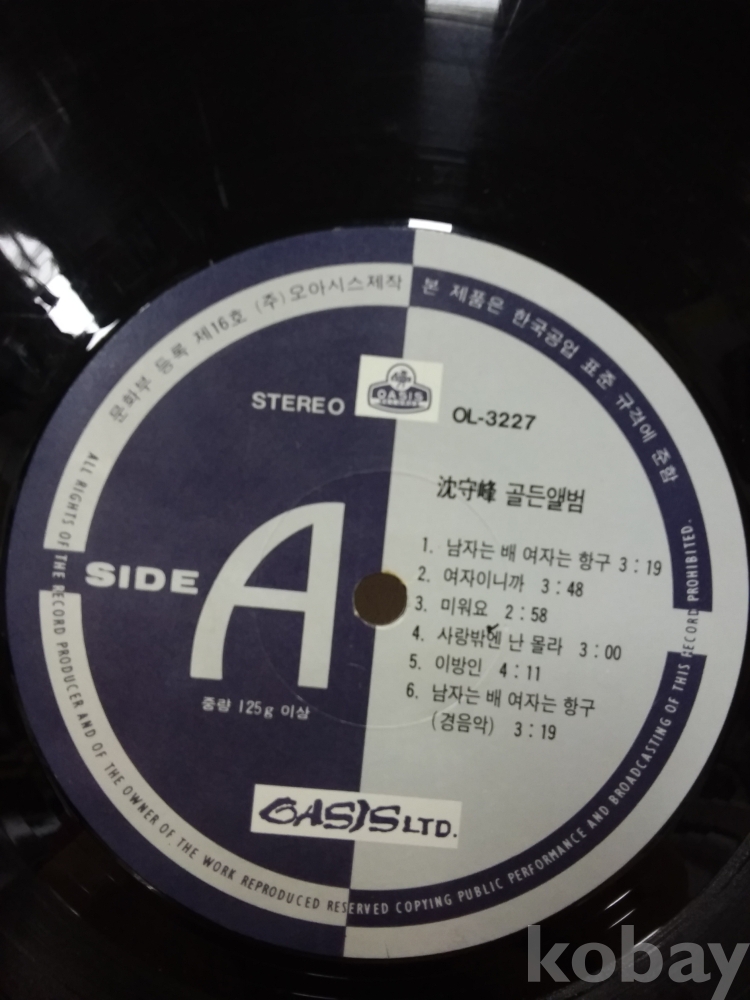 문화부 등록 제16호 (주)오아시스제작
본 제품은 한국공업 표준 규격에 준함
STEREO
OASIS
OL-3227
沈守峰 골든앨범
SIDE A
1. 남자는 배 여자는 항구 3:19
2. 여자이니까 3:48
3. 미워요 2:58
4. 사랑밖엔 난 몰라 3:00
5. 이방인 4:11
6. 남자는 배 여자는 항구
(경음악) 3:19
중량 125g 이상
OASIS LTD.
ALL RIGHTS OF THE RECORD PRODUCER AND OF THE OWNER OF THE WORK REPRODUCED RESERVED COPYING PUBLIC PERFORMANCE AND BROADCASTING OF THIS RECORD PROHIBITED.
kobay